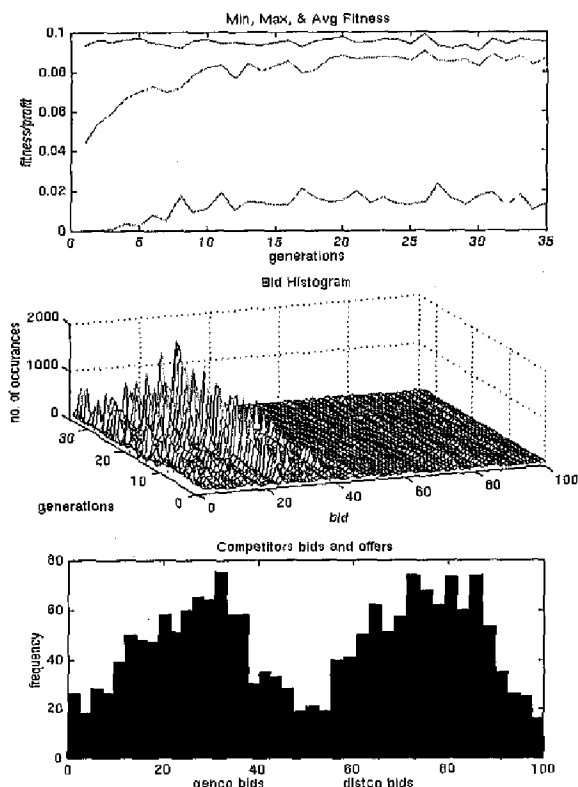 Min, Max, & Avg Fitness
0.1
0.08
0.06
0.04
0.02
0
fitness/profit
0 5 10 15 20 25 30 35
generations
Bid Histogram
2000
1000
0
no. of occurances
30
20
10
0
generations
0 20 40 60 80 100
bid
Competitors bids and offers
80
60
40
20
0
frequency
0 20 40 60 80 100
genco bids distco bids